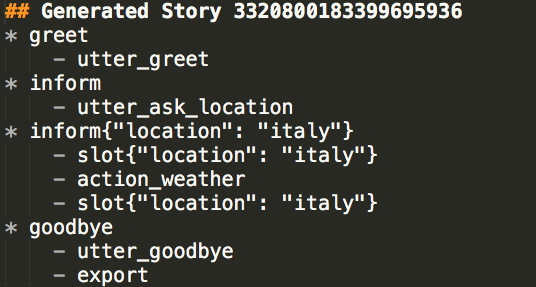 ## Generated Story 3320800183399695936
* greet
    - utter_greet
* inform
    - utter_ask_location
* inform{"location": "italy"}
    - slot{"location": "italy"}
    - action_weather
    - slot{"location": "italy"}
* goodbye
    - utter_goodbye
    - export